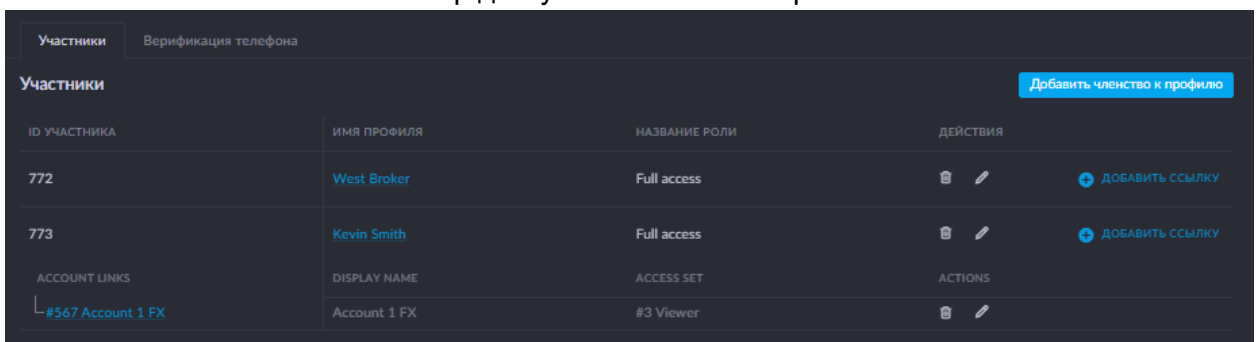 Участники Верификация телефона
Участники Добавить членство к профилю
ID УЧАСТНИКА ИМЯ ПРОФИЛЯ НАЗВАНИЕ РОЛИ ДЕЙСТВИЯ
772 West Broker Full access ДОБАВИТЬ ССЫЛКУ
773 Kevin Smith Full access ДОБАВИТЬ ССЫЛКУ
ACCOUNT LINKS DISPLAY NAME ACCESS SET ACTIONS
#567 Account 1 FX Account 1 FX #3 Viewer